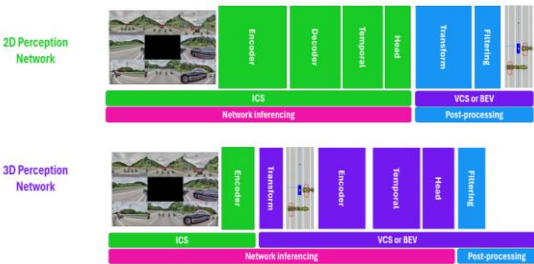 2D Perception
Network
Encoder
Decoder
Temporal
Head
Transform
Filtering
ICS
VCS or BEV
Network inferencing
Post-processing
3D Perception
Network
Encoder
Transform
Encoder
Temporal
Head
Filtering
ICS
VCS or BEV
Network inferencing
Post-processing